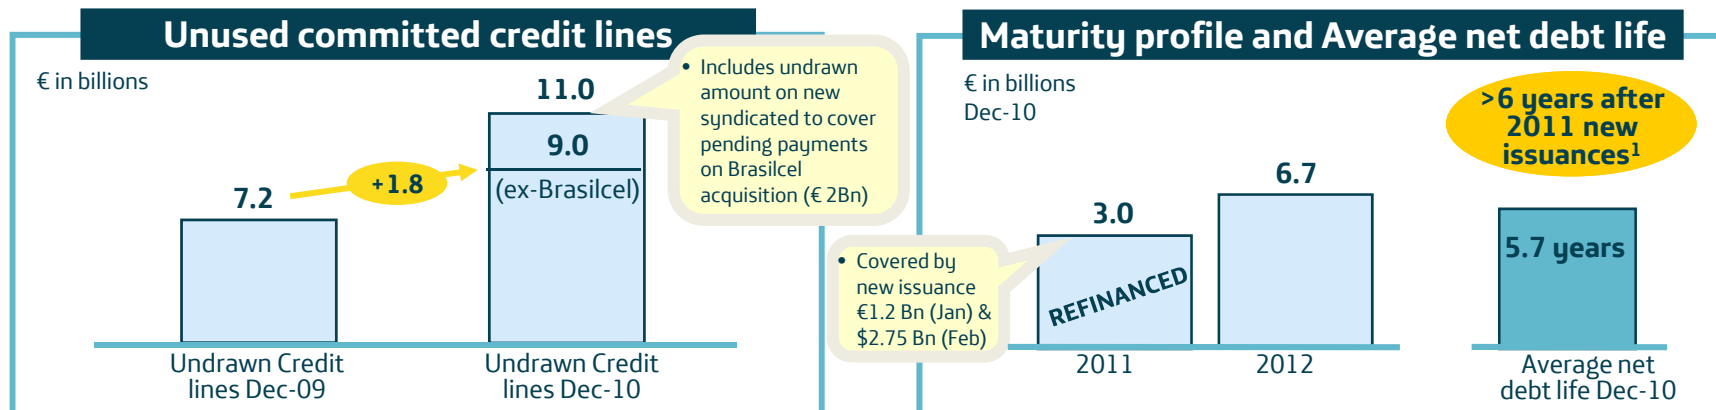 Unused committed credit lines
€ in billions
7.2
+1.8
11.0
9.0
(ex-Brasilcel)
• Includes undrawn
amount on new
syndicated to cover
pending payments
on Brasilcel
acquisition (€ 2Bn)
Undrawn Credit
lines Dec-09
Undrawn Credit
lines Dec-10
Maturity profile and Average net debt life
€ in billions
Dec-10
>6 years after
2011 new
issuances¹
3.0
6.7
• Covered by
new issuance
€1.2 Bn (Jan) &
$2.75 Bn (Feb)
REFINANCED
5.7 years
2011
2012
Average net
debt life Dec-10